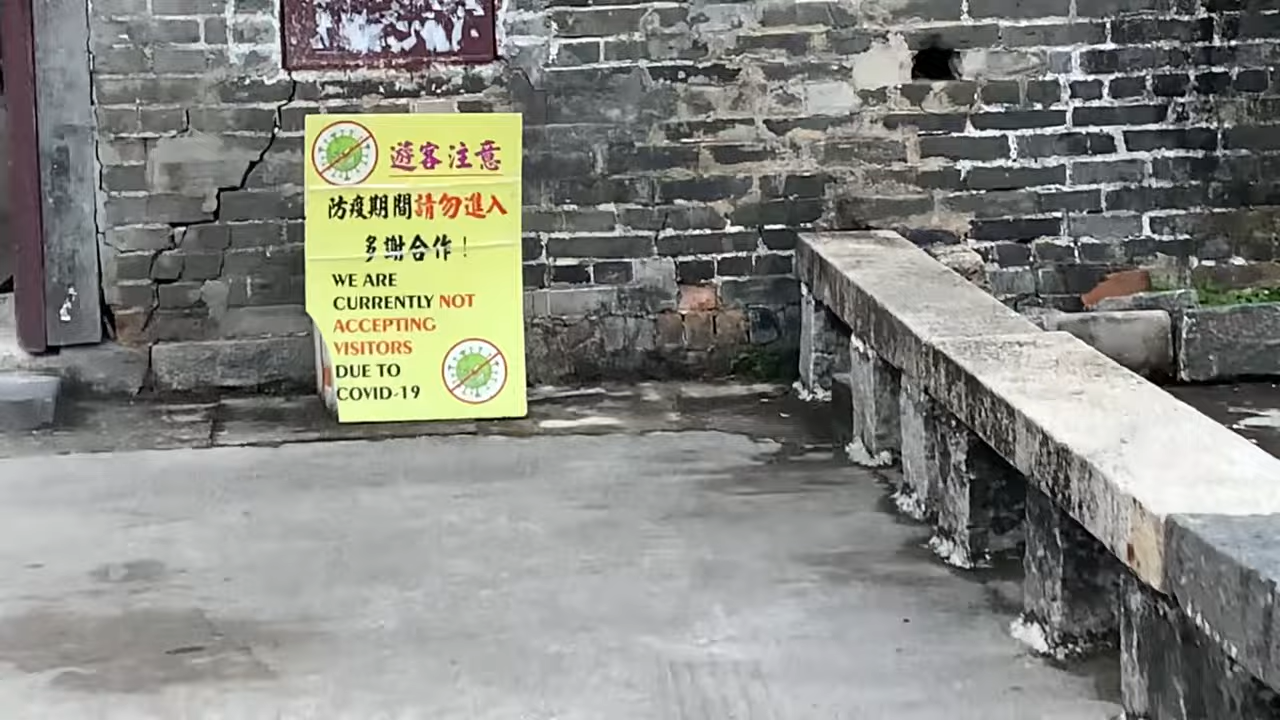 遊客注意
防疫期間請勿進入
多謝合作！
WE ARE
CURRENTLY NOT
ACCEPTING
VISITORS
DUE TO
COVID-19